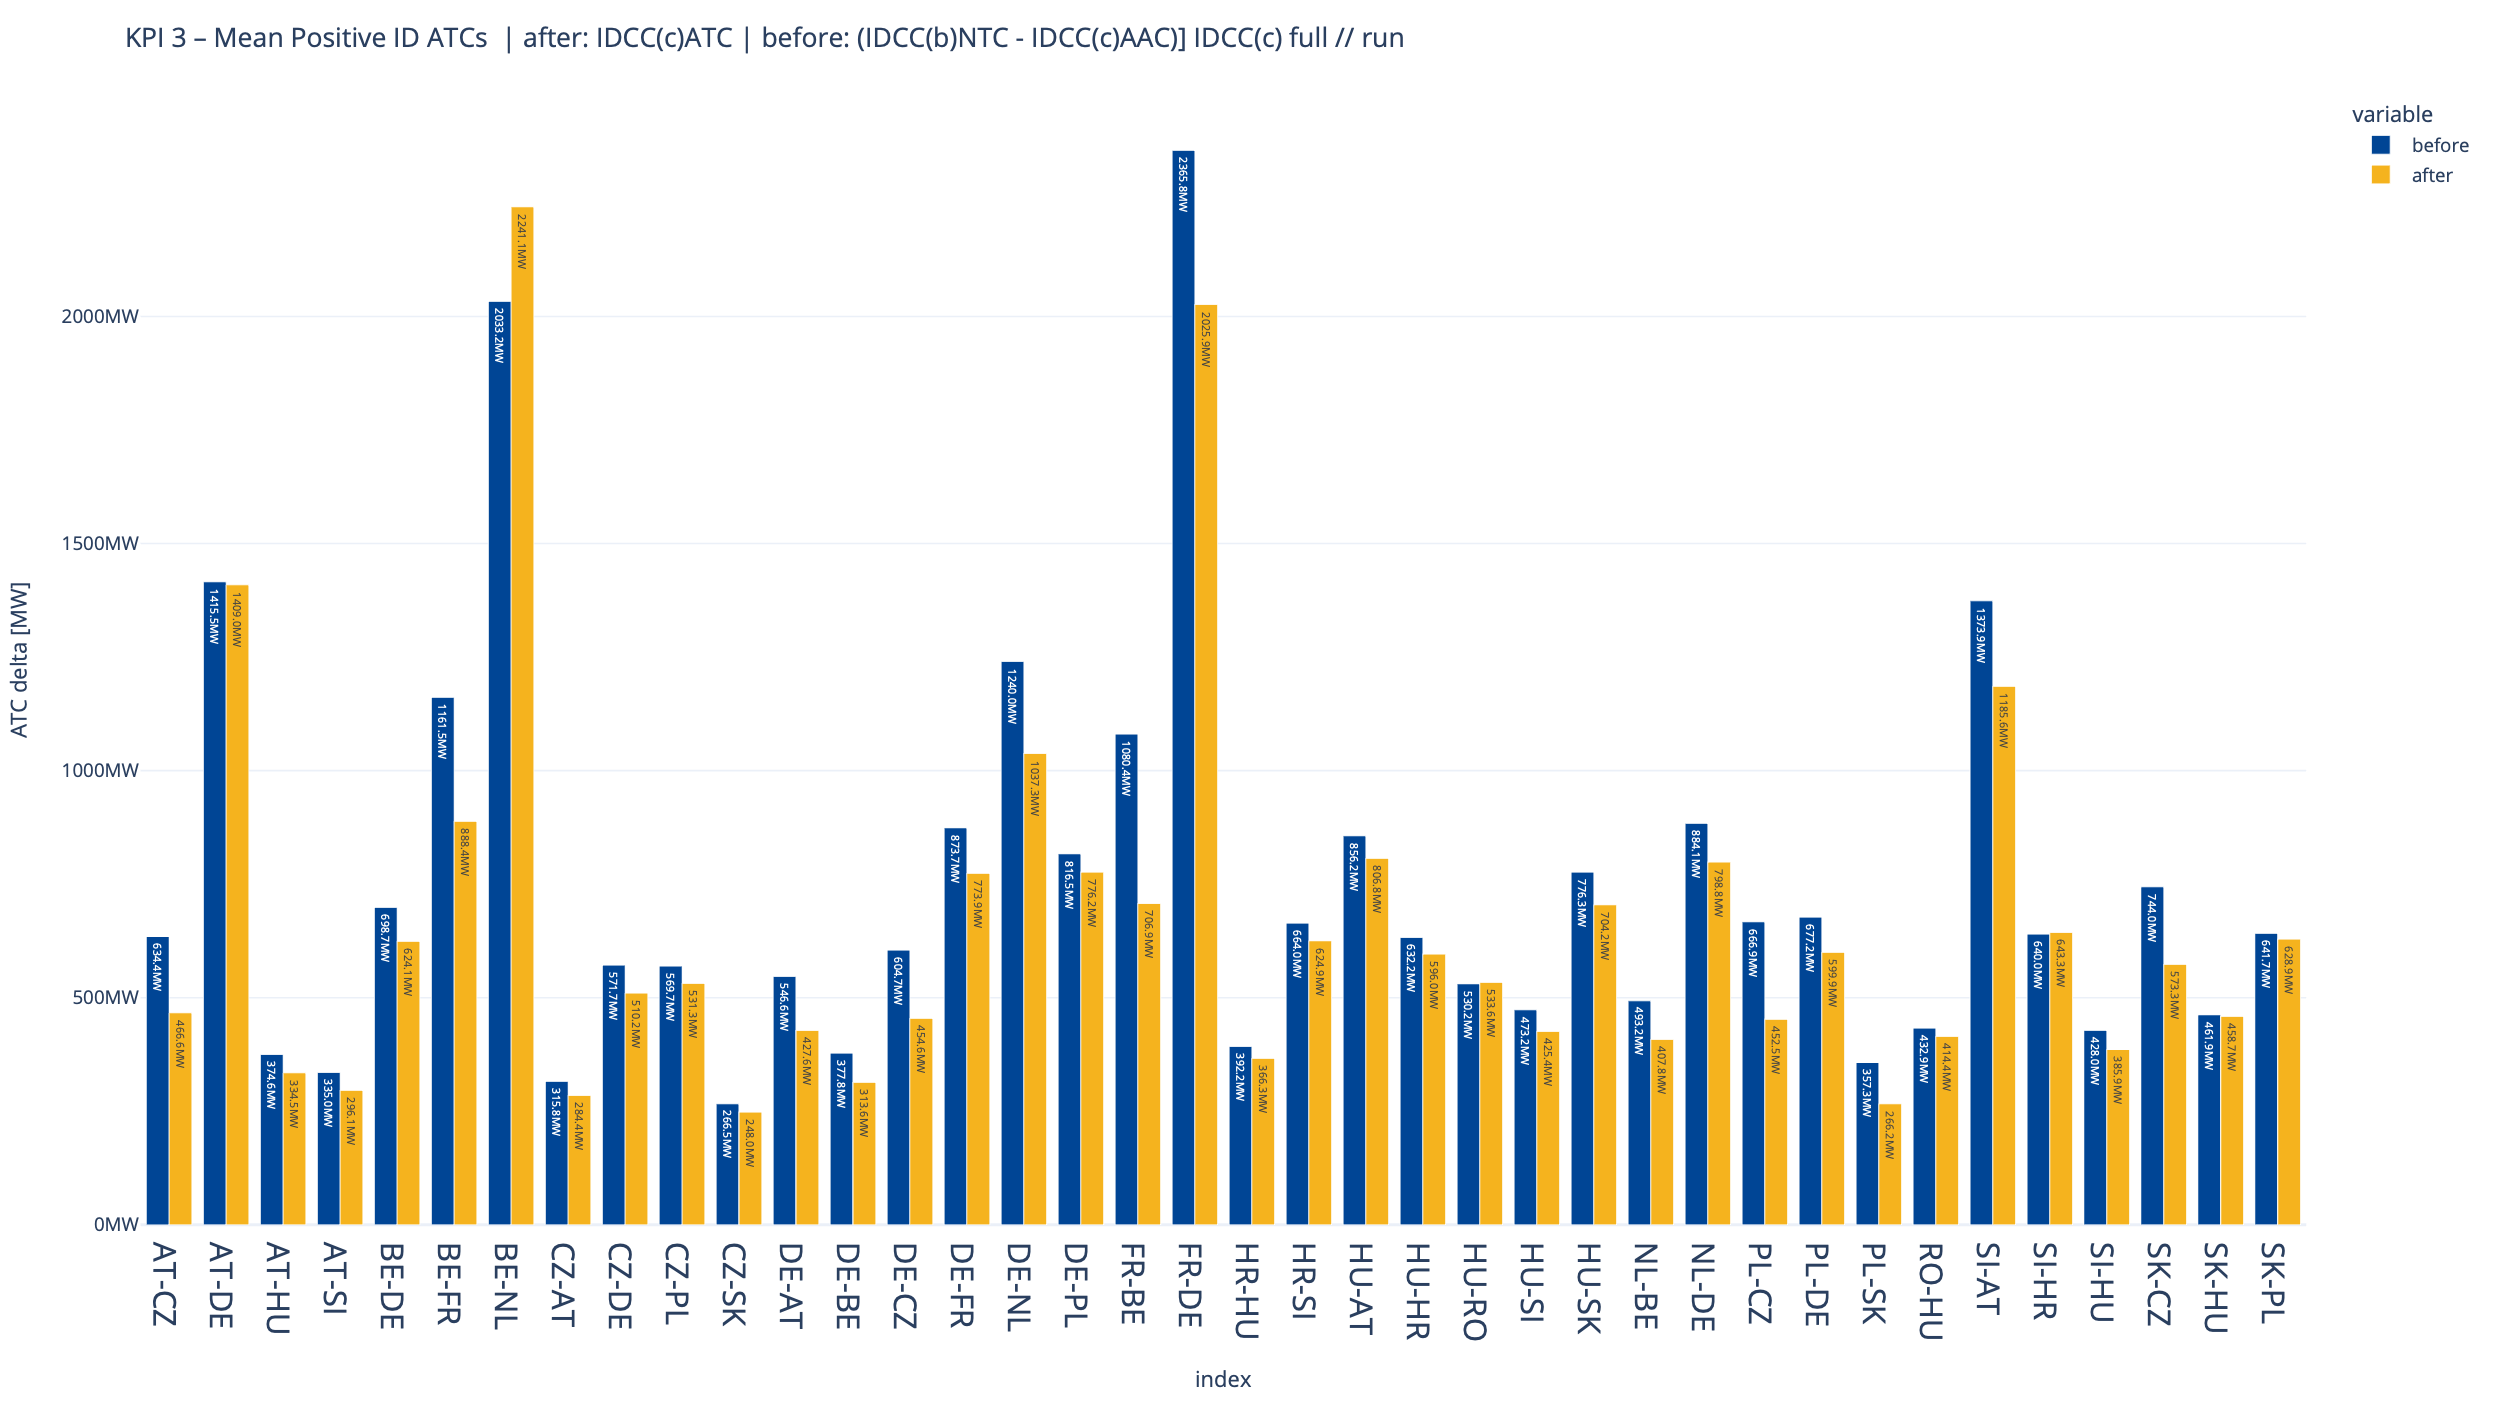 KPI 3 – Mean Positive ID ATCs | after: IDCC(c)ATC | before: (IDCC(b)NTC - IDCC(c)AAC)] IDCC(c) full // run
variable
before
after
ATC delta [MW]
2000MW
1500MW
1000MW
500MW
0MW
634.4MW
466.6MW
1415.5MW
1409.0MW
374.6MW
334.5MW
335.0MW
296.1MW
698.7MW
624.1MW
1161.5MW
888.4MW
2033.2MW
2241.1MW
315.8MW
284.4MW
571.7MW
510.2MW
569.7MW
531.3MW
266.5MW
248.0MW
546.6MW
427.6MW
377.8MW
313.6MW
604.7MW
454.6MW
873.7MW
773.9MW
1240.0MW
1037.3MW
816.5MW
776.2MW
1080.4MW
706.9MW
2365.8MW
2025.9MW
392.2MW
366.3MW
664.0MW
624.9MW
856.2MW
806.8MW
632.2MW
596.0MW
530.2MW
533.6MW
473.2MW
425.4MW
776.3MW
704.2MW
493.2MW
407.8MW
884.1MW
798.8MW
666.9MW
452.5MW
677.2MW
599.9MW
357.3MW
266.2MW
432.9MW
414.4MW
1373.9MW
1185.6MW
640.0MW
643.3MW
428.0MW
385.9MW
744.0MW
573.3MW
461.9MW
458.7MW
641.7MW
628.9MW
AT-CZ
AT-DE
AT-HU
AT-SI
BE-DE
BE-FR
BE-NL
CZ-AT
CZ-DE
CZ-PL
CZ-SK
DE-AT
DE-BE
DE-CZ
DE-FR
DE-NL
DE-PL
FR-BE
FR-DE
HR-HU
HR-SI
HU-AT
HU-HR
HU-RO
HU-SI
HU-SK
NL-BE
NL-DE
PL-CZ
PL-DE
PL-SK
RO-HU
SI-AT
SI-HR
SI-HU
SK-CZ
SK-HU
SK-PL
index